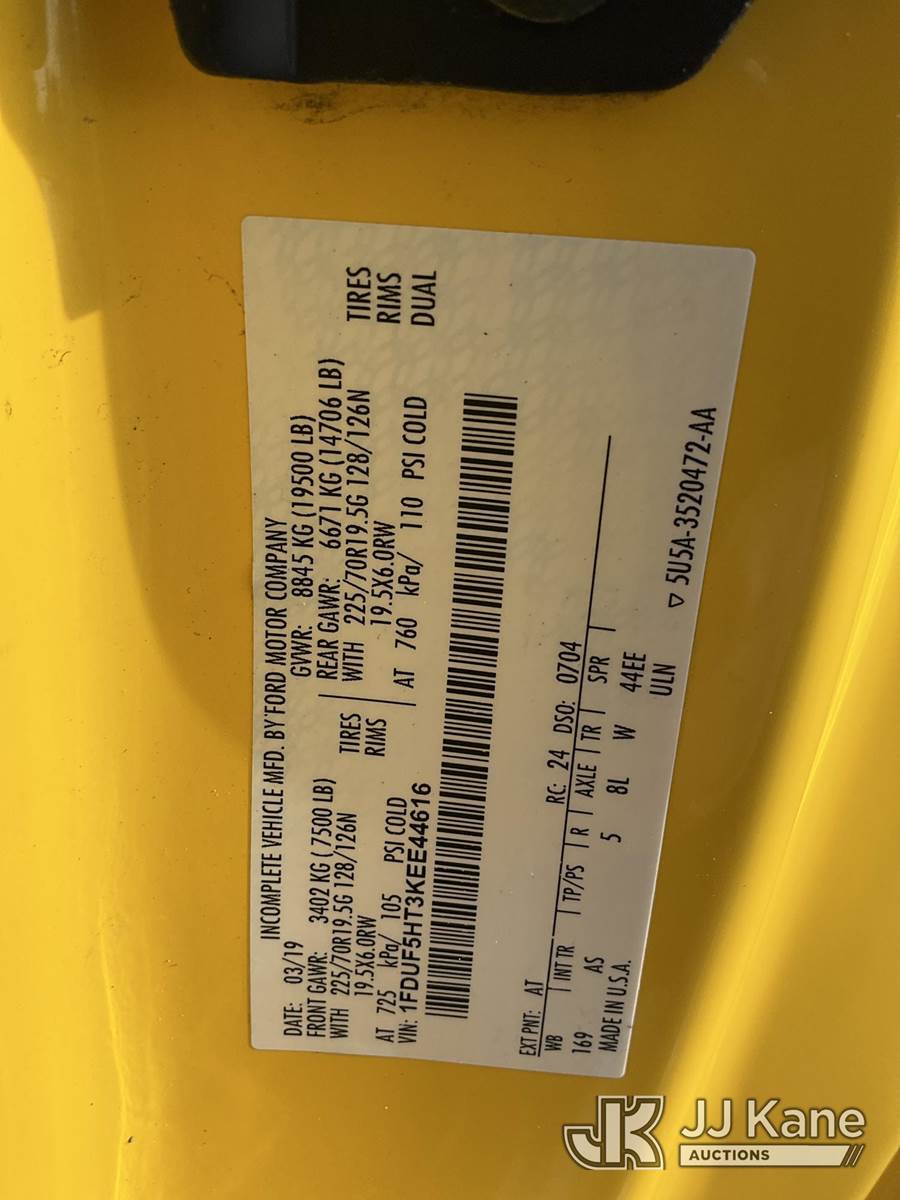 INCOMPLETE VEHICLE MFD. BY FORD MOTOR COMPANY
DATE: 03/19 GVWR: 8845 KG (19500 LB)
FRONT GAWR: 3402 KG (7500 LB) REAR GAWR: 6671 KG (14706 LB)
WITH 225/70R19.5G 128/126N TIRES WITH 225/70R19.5G 128/126N TIRES
19.5X6.0RW RIMS 19.5X6.0RW RIMS
AT 725 kPa/ 105 PSI COLD AT 760 kPa/ 110 PSI COLD DUAL
VIN: 1FDUF5HT3KEE44616
EXT PNT: AT RC: 24 DSO: 0704
WB INT TR TP/PS R AXLE TR SPR
169 AS 5 8L W 44EE
MADE IN U.S.A. ULN
▽ 5U5A-3520472-AA
JK JJ Kane
AUCTIONS